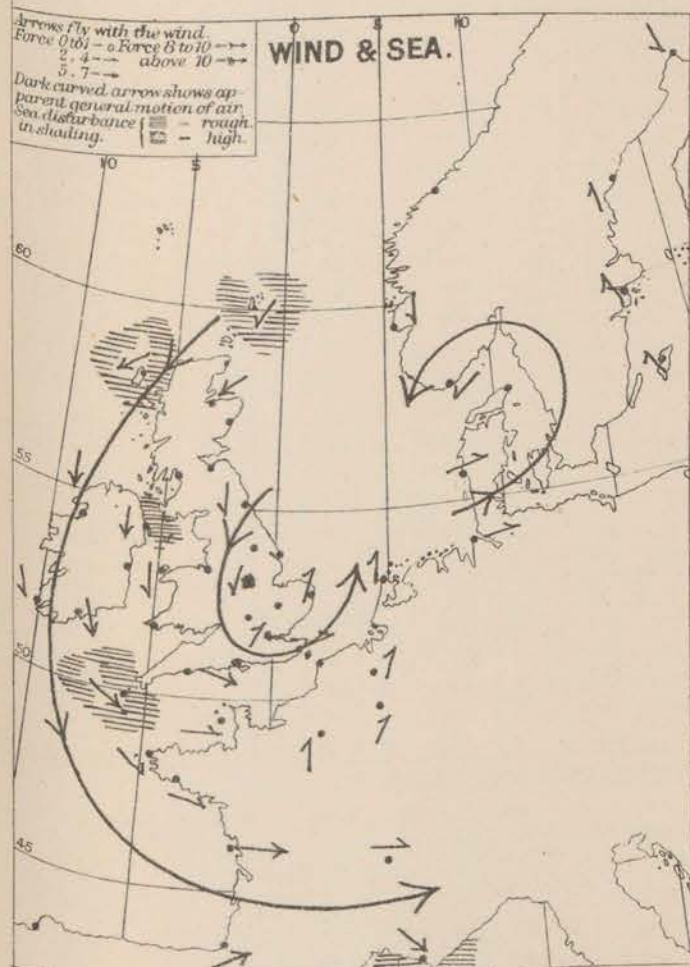 Arrows fly with the wind.
Force 0 to 1 Force 8 to 10
2, 4 above 10
5, 7
Dark curved arrow shows ap-
parent general motion of air.
Sea disturbance rough.
in shading. high.
WIND & SEA.
5 10
10 5 0
60
55
50
45